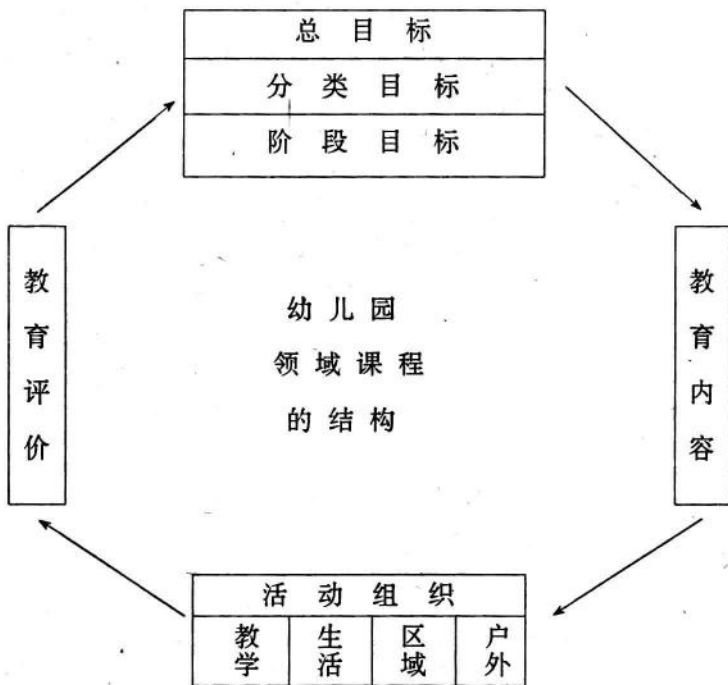 总目标
分类目标
阶段目标
教育评价
幼儿园
领域课程
的结构
教育内容
活动组织
教学
生活
区域
户外